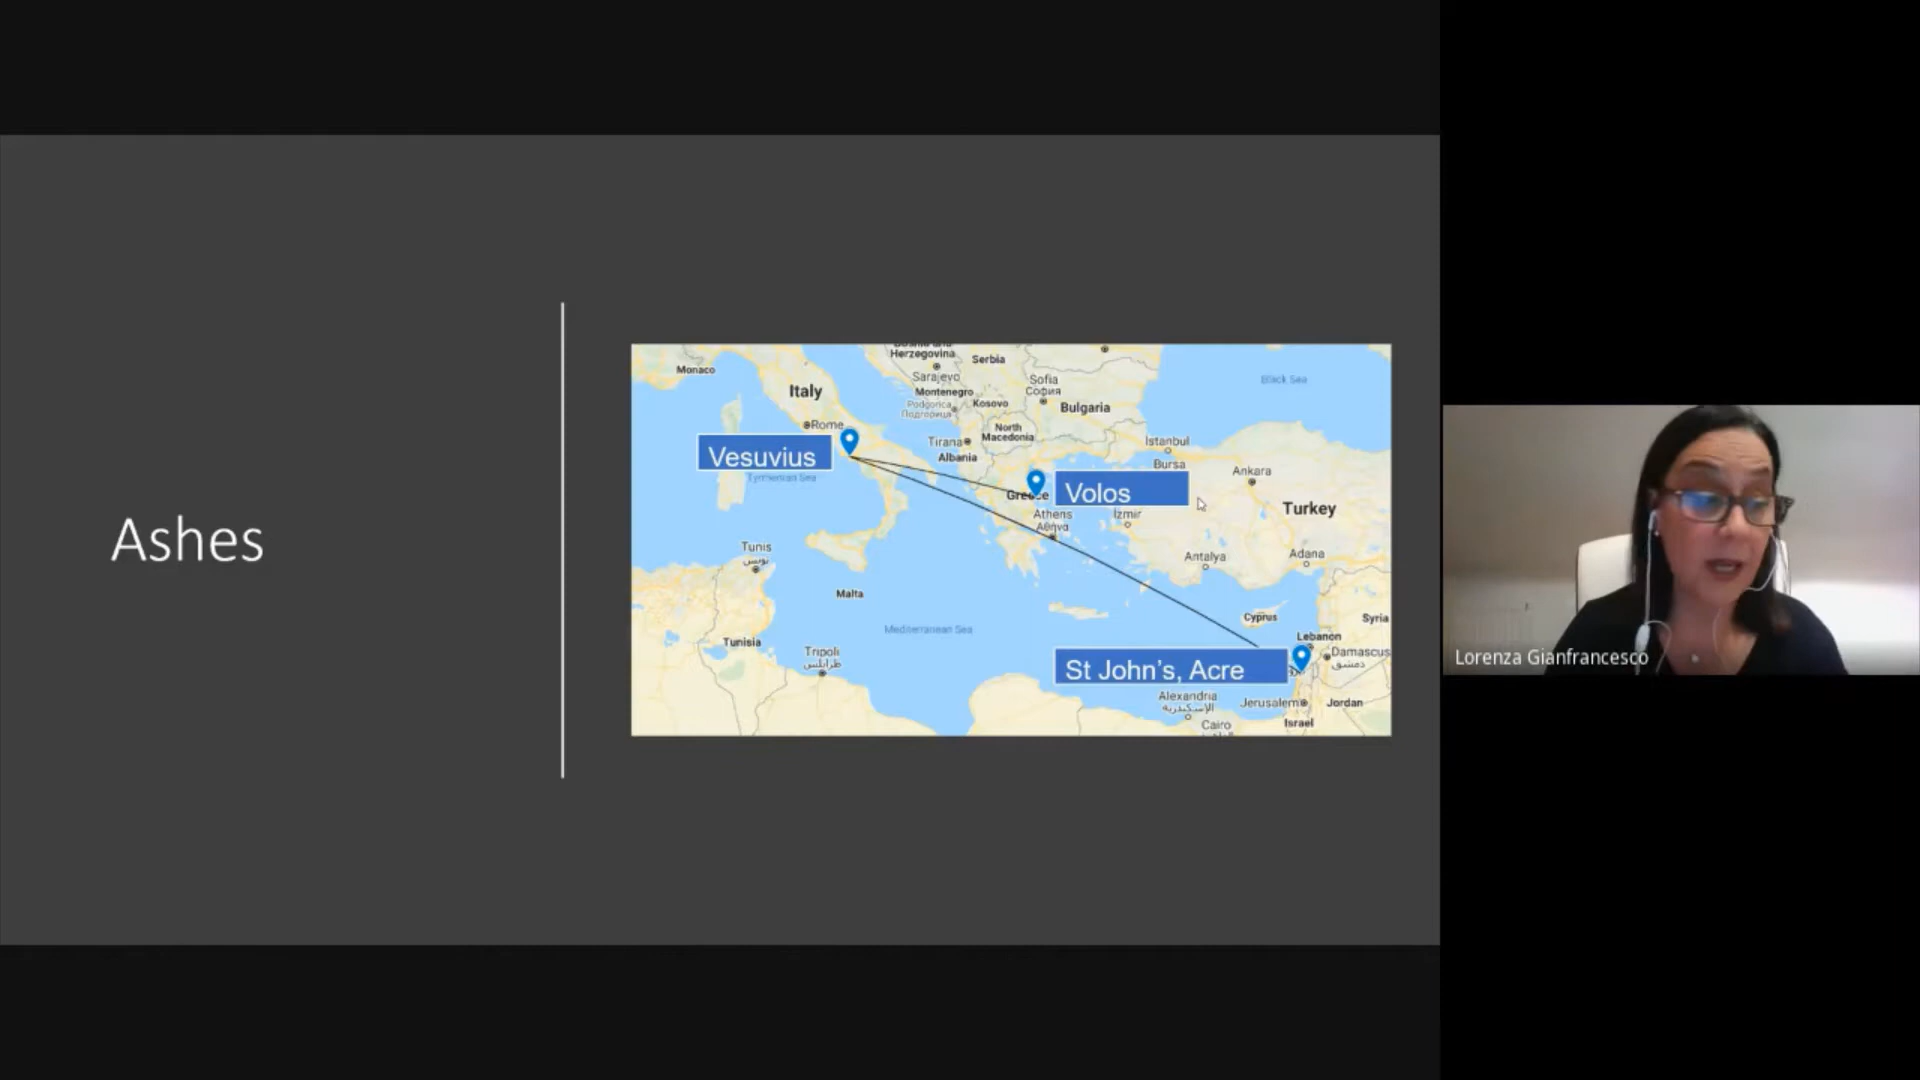 Ashes
Herzegovina
Serbia
Monaco
Sarajevo
Sofia
София
Black Sea
Italy
Montenegro
Kosovo
Podgorica
Подгорица
Bulgaria
Rome
North
Macedonia
Tirana
Istanbul
Vesuvius
Albania
Bursa
Ankara
Tyrrhenian Sea
Greece
Volos
Turkey
Athens
Αθήνα
Izmir
Tunis
تونس
Antalya
Adana
Malta
Cyprus
Syria
Mediterranean Sea
Tunisia
Lebanon
Tripoli
طرابلس
Damascus
دمشق
St John's, Acre
Alexandria
الإسكندرية
Jerusalem
Jordan
Cairo
Israel
Lorenza Gianfrancesco